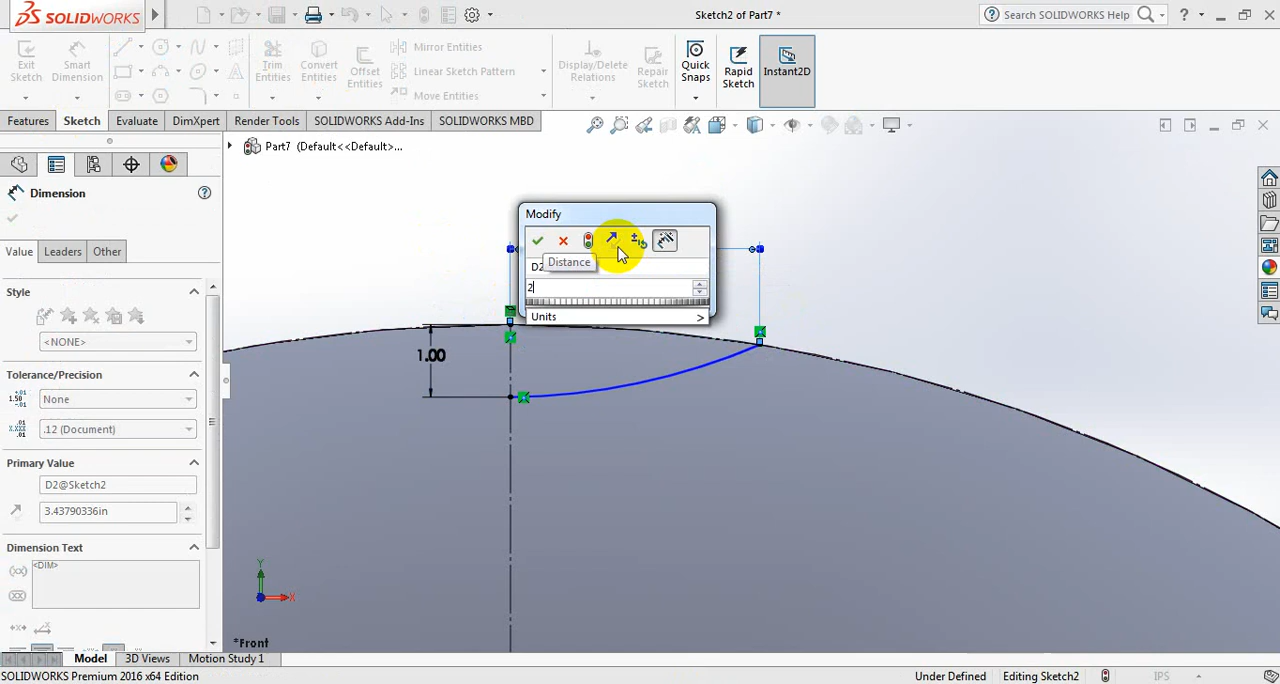 SOLIDWORKS
Sketch2 of Part7 *
Search SOLIDWORKS Help
?
Exit Sketch
Smart Dimension
Trim Entities
Convert Entities
Offset Entities
Mirror Entities
Linear Sketch Pattern
Move Entities
Display/Delete Relations
Repair Sketch
Quick Snaps
Rapid Sketch
Instant2D
Features
Sketch
Evaluate
DimXpert
Render Tools
SOLIDWORKS Add-Ins
SOLIDWORKS MBD
Part7 (Default<<Default>...
Dimension
Value
Leaders
Other
Style
<NONE>
Tolerance/Precision
None
.12 (Document)
Primary Value
D2@Sketch2
3.43790336in
Dimension Text
<DIM>
Modify
D2
Distance
2
Units >
1.00
Y
X
*Front
Model
3D Views
Motion Study 1
SOLIDWORKS Premium 2016 x64 Edition
Under Defined
Editing Sketch2
IPS